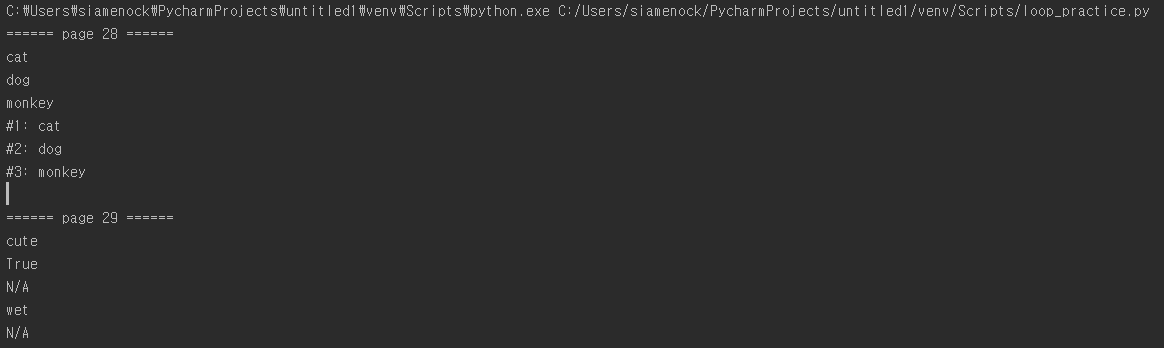 C:₩Users₩siamenock₩PycharmProjects₩untitled1₩venv₩Scripts₩python.exe C:/Users/siamenock/PycharmProjects/untitled1/venv/Scripts/loop_practice.py
====== page 28 ======
cat
dog
monkey
#1: cat
#2: dog
#3: monkey
====== page 29 ======
cute
True
N/A
wet
N/A